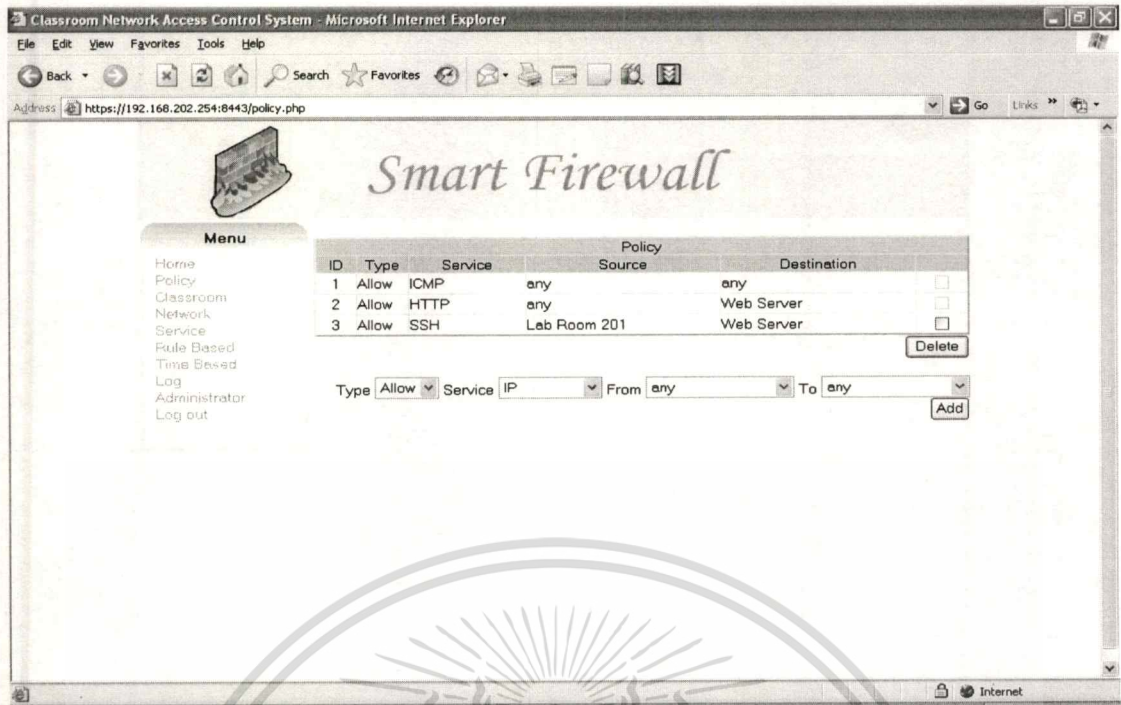 Classroom Network Access Control System - Microsoft Internet Explorer
File Edit View Favorites Tools Help
Back Search Favorites
Address https://192.168.202.254:8443/policy.php Go Links »
Smart Firewall
Menu
Home
Policy
Classroom
Network
Service
Rule Based
Time Based
Log
Administrator
Log out
Policy
ID Type Service Source Destination
1 Allow ICMP any any
2 Allow HTTP any Web Server
3 Allow SSH Lab Room 201 Web Server
Delete
Type Allow Service IP From any To any
Add
Internet